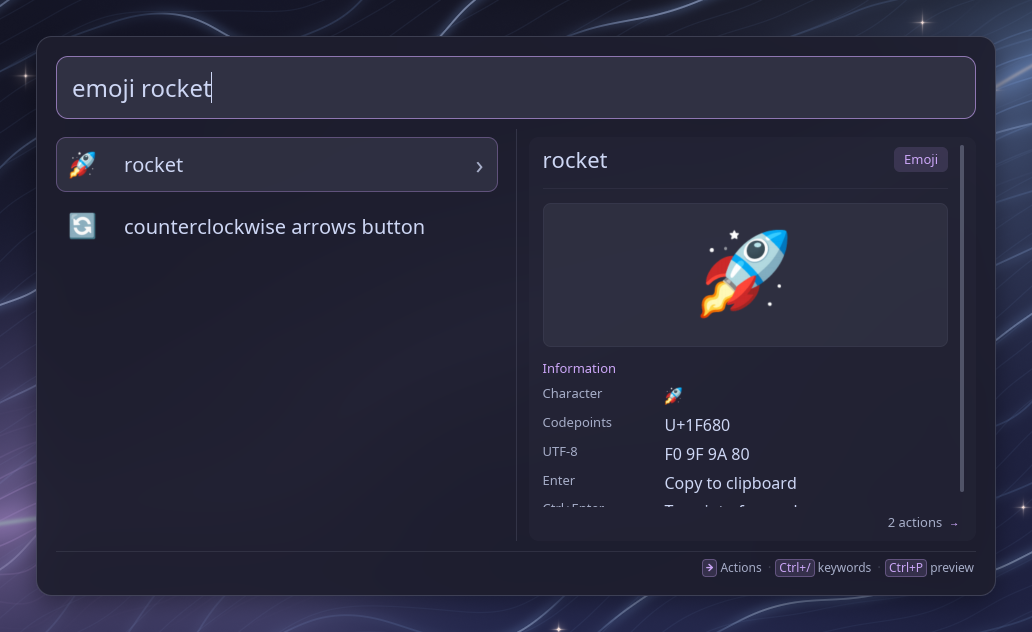 emoji rocket
🚀 rocket ›
🔄 counterclockwise arrows button
rocket
Emoji
Information
Character 🚀
Codepoints U+1F680
UTF-8 F0 9F 9A 80
Enter Copy to clipboard
2 actions →
→ Actions · Ctrl+/ keywords · Ctrl+P preview